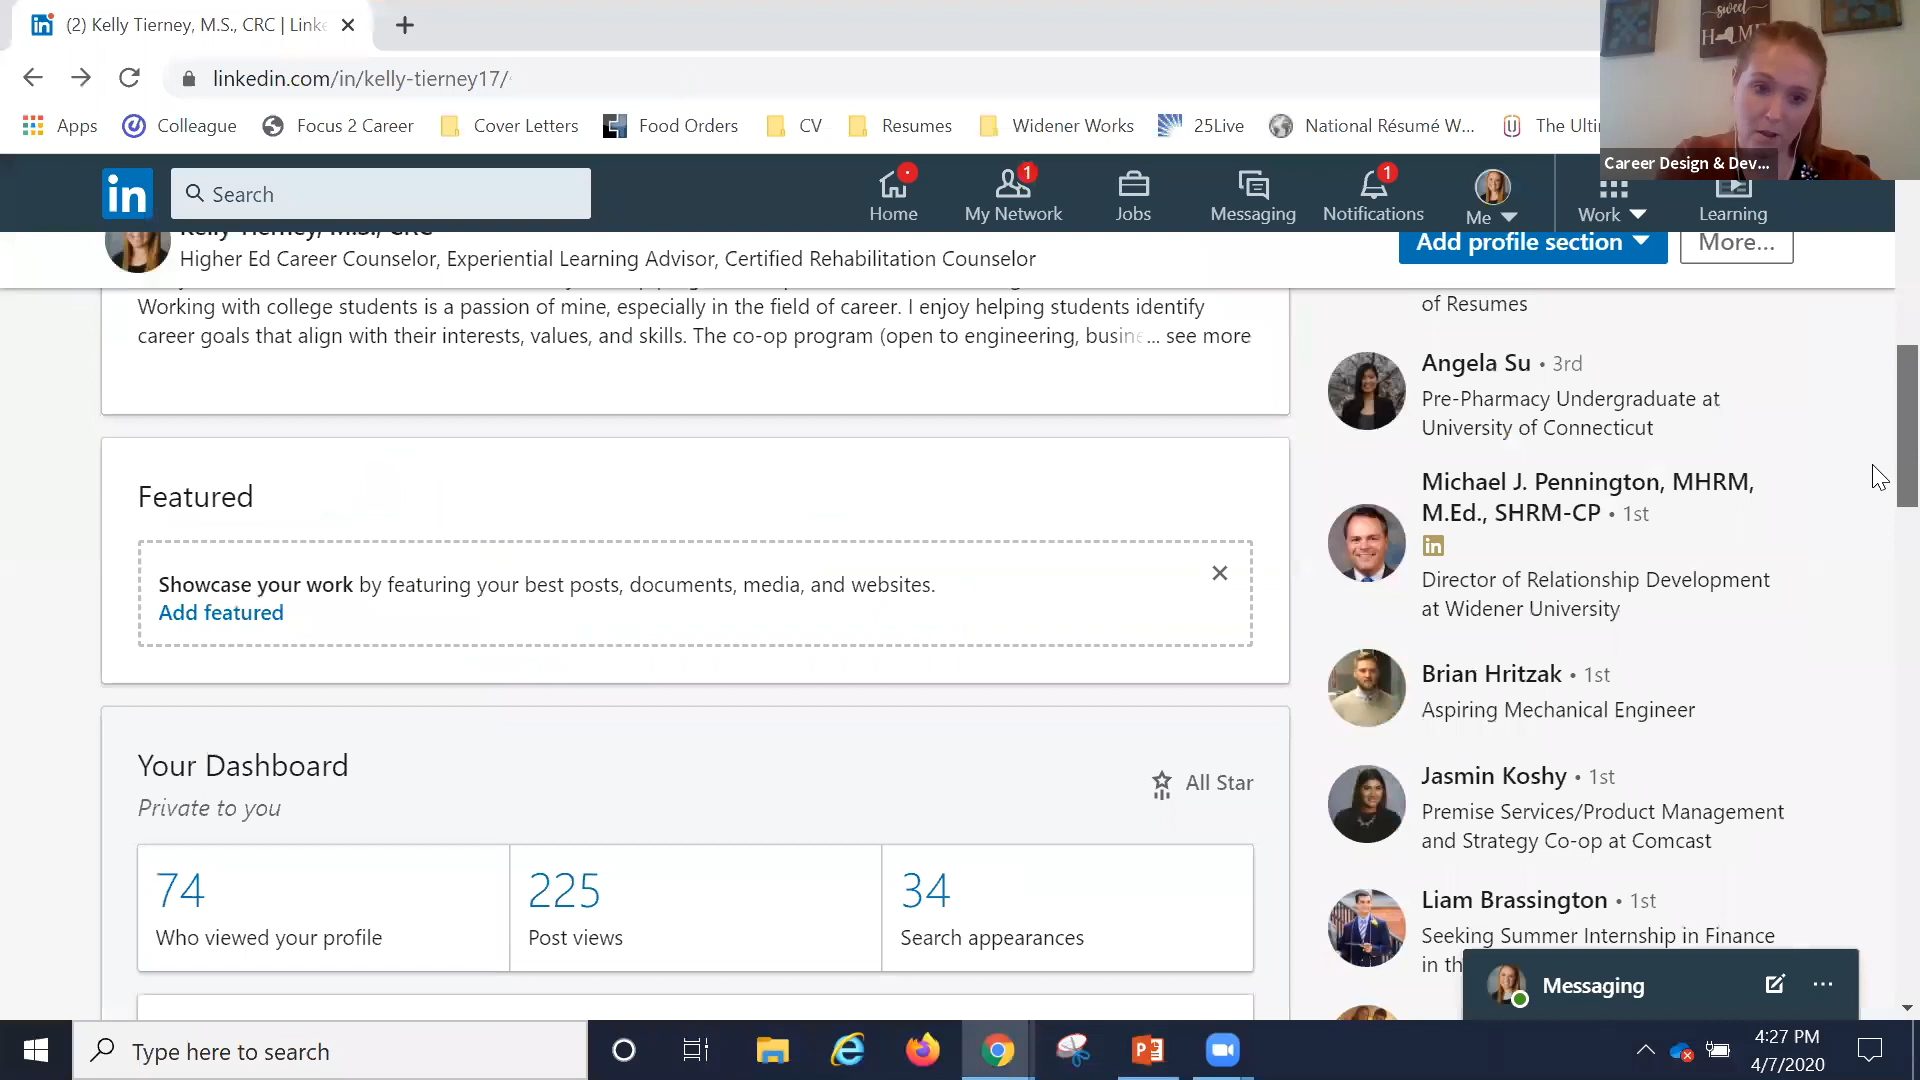 (2) Kelly Tierney, M.S., CRC | Linke
linkedin.com/in/kelly-tierney17/
Apps
Colleague
Focus 2 Career
Cover Letters
Food Orders
CV
Resumes
Widener Works
25Live
National Résumé W...
The Ulti
sweet
HOME
Career Design & Dev...
in
Search
Home
1
My Network
Jobs
Messaging
1
Notifications
Me
Work
Learning
Kelly Tierney, M.S., CRC
Higher Ed Career Counselor, Experiential Learning Advisor, Certified Rehabilitation Counselor
Add profile section
More...
Working with college students is a passion of mine, especially in the field of career. I enjoy helping students identify
career goals that align with their interests, values, and skills. The co-op program (open to engineering, busine... see more
Featured
Showcase your work by featuring your best posts, documents, media, and websites.
Add featured
Your Dashboard
Private to you
All Star
74
Who viewed your profile
225
Post views
34
Search appearances
of Resumes
Angela Su • 3rd
Pre-Pharmacy Undergraduate at
University of Connecticut
Michael J. Pennington, MHRM,
M.Ed., SHRM-CP • 1st
in
Director of Relationship Development
at Widener University
Brian Hritzak • 1st
Aspiring Mechanical Engineer
Jasmin Koshy • 1st
Premise Services/Product Management
and Strategy Co-op at Comcast
Liam Brassington • 1st
Seeking Summer Internship in Finance
in th
Messaging
Type here to search
4:27 PM
4/7/2020